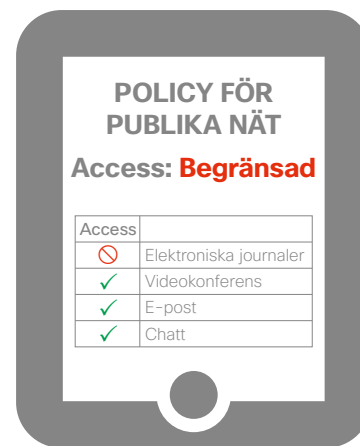 POLICY FÖR
PUBLIKA NÄT
Access: Begränsad
Access
Elektroniska journaler
Videokonferens
E-post
Chatt